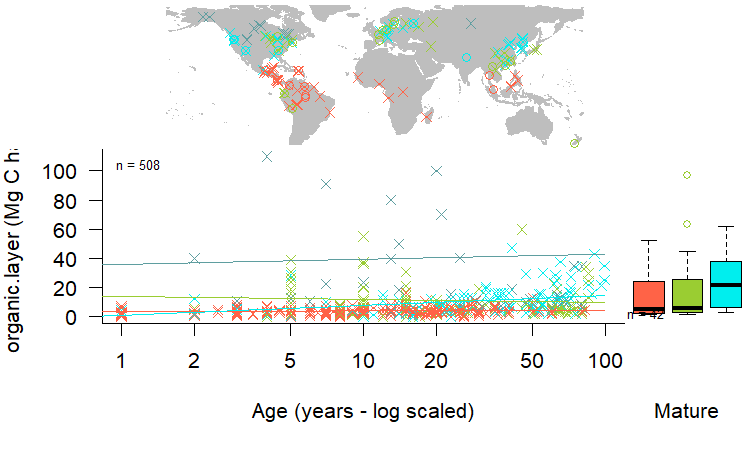 organic.layer (Mg C h
n = 508
100
80
60
40
20
0
1 2 5 10 20 50 100
Age (years - log scaled)
n = 42
Mature